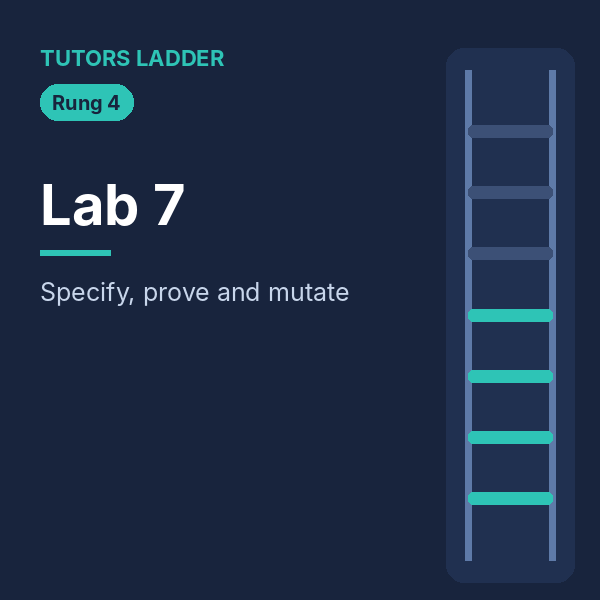 TUTORS LADDER
Rung 4
Lab 7
Specify, prove and mutate